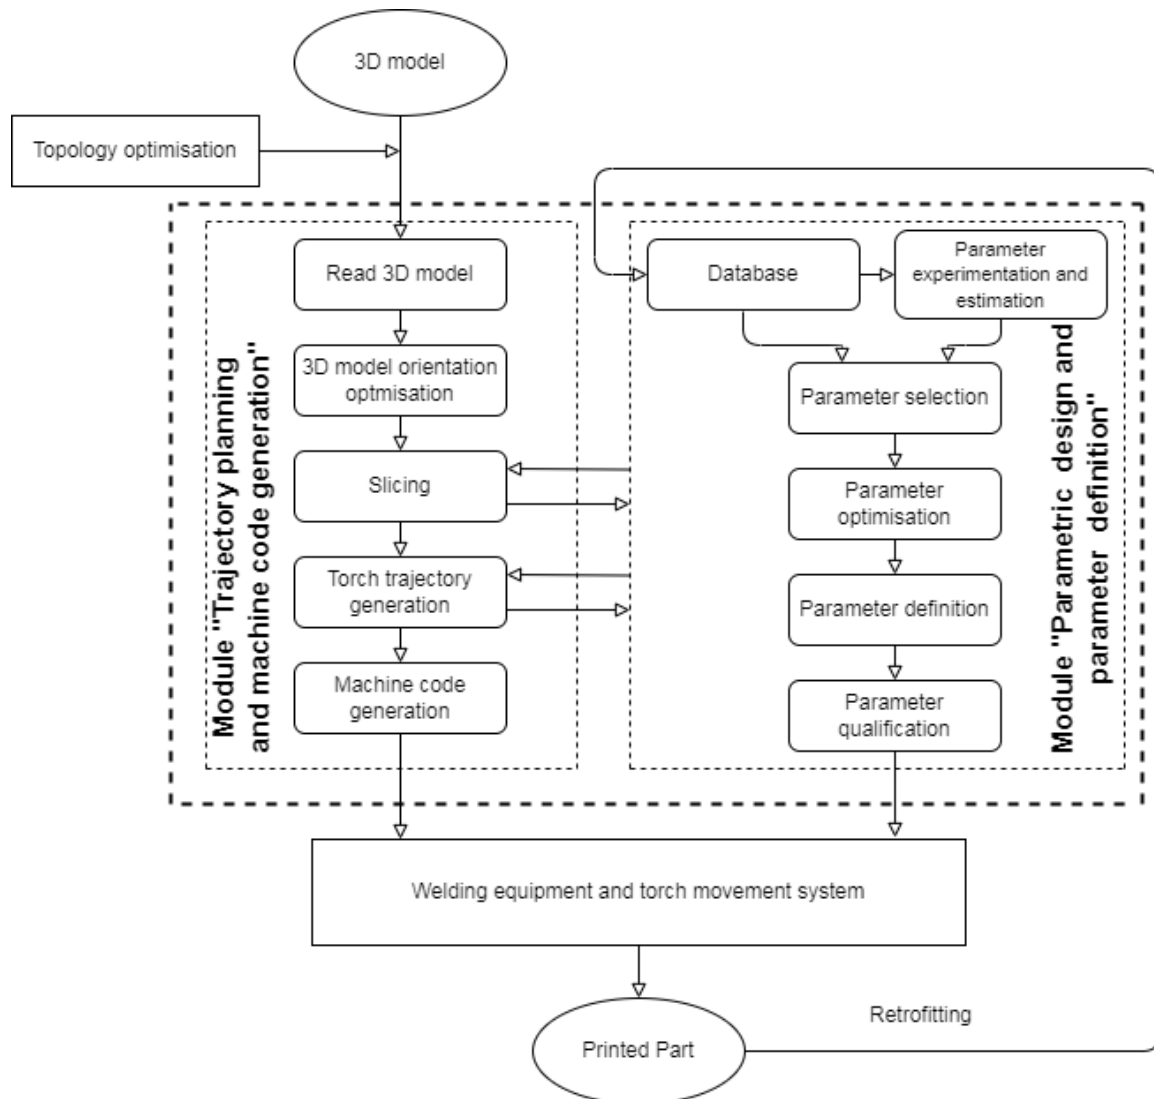 3D model
Topology optimisation
Module "Trajectory planning
and machine code generation"
Read 3D model
3D model orientation
optmisation
Slicing
Torch trajectory
generation
Machine code
generation
Database
Parameter
experimentation and
estimation
Parameter selection
Parameter
optimisation
Parameter definition
Parameter
qualification
Module "Parametric design and
parameter definition"
Welding equipment and torch movement system
Printed Part
Retrofitting